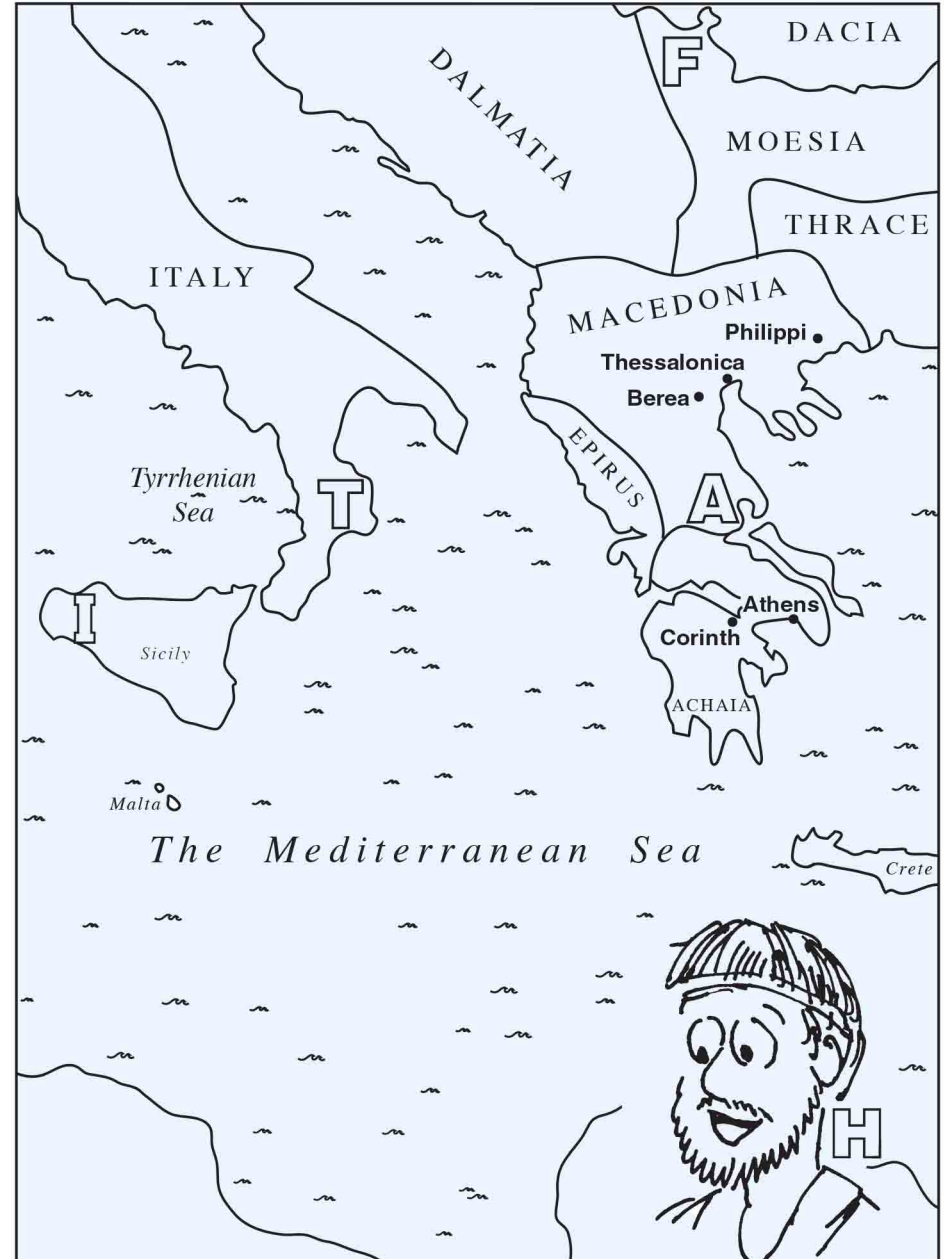 DACIA
F
DALMATIA
MOESIA
THRACE
ITALY
MACEDONIA
Philippi
Thessalonica
Berea
EPIRUS
Tyrrhenian
Sea
T
A
I
Sicily
Athens
Corinth
ACHAIA
Malta
The Mediterranean Sea
Crete
H